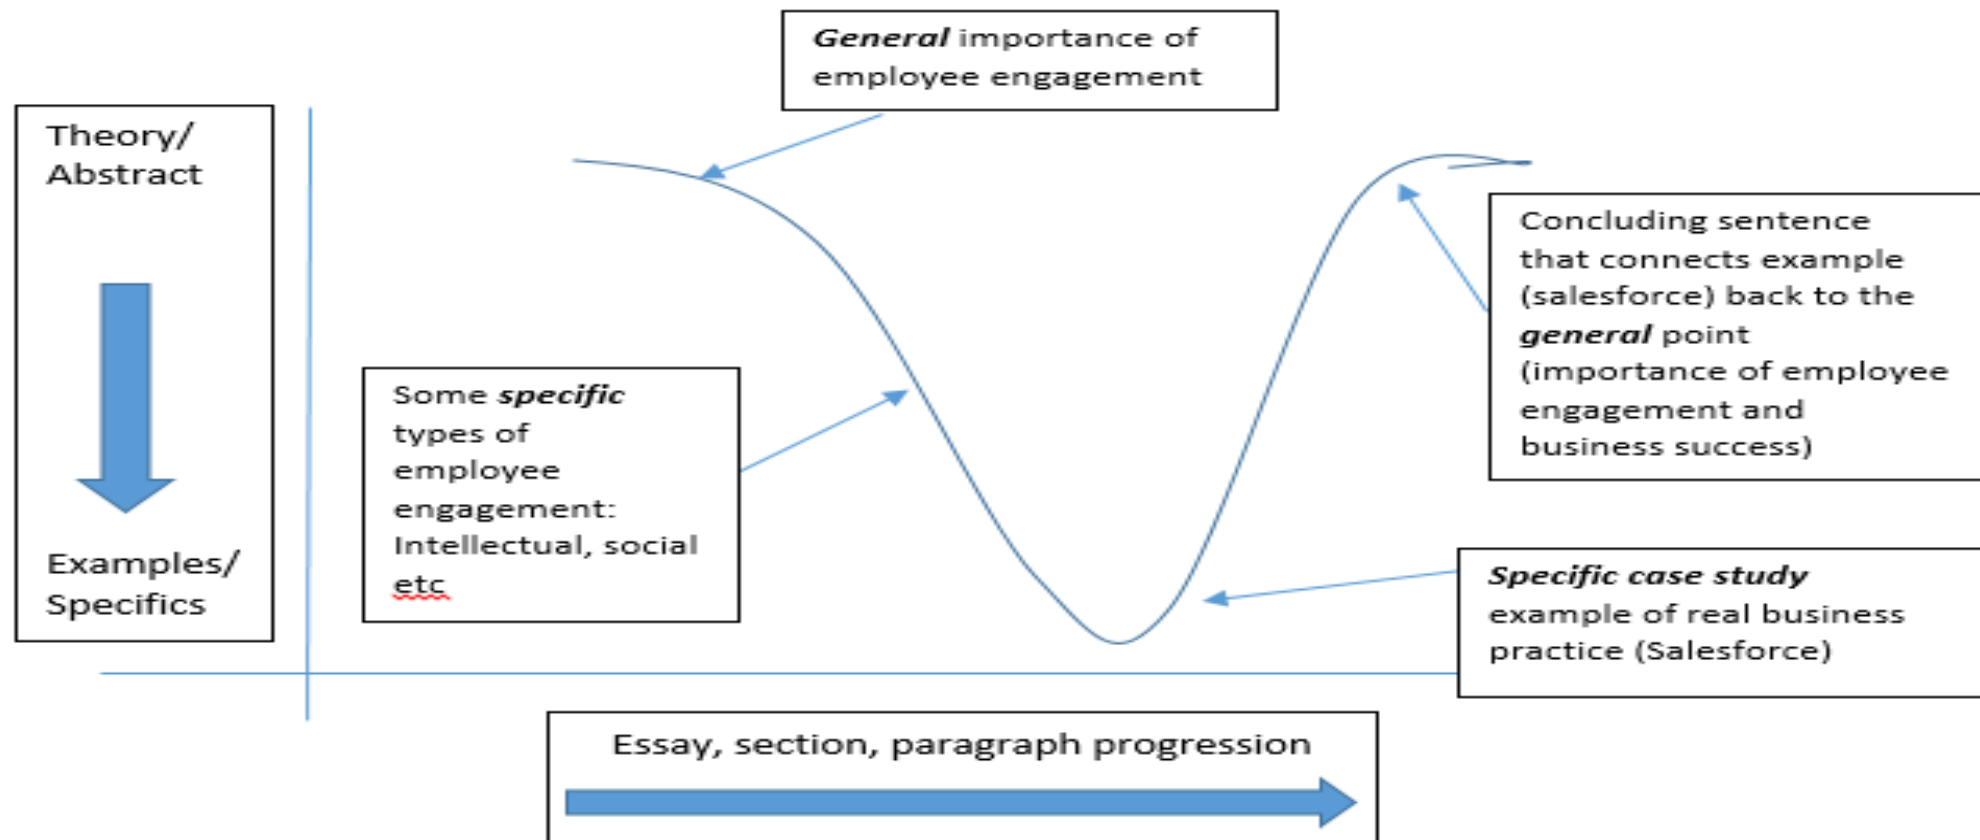 General importance of
employee engagement
Theory/
Abstract
Examples/
Specifics
Some specific
types of
employee
engagement:
Intellectual, social
etc
Concluding sentence
that connects example
(salesforce) back to the
general point
(importance of employee
engagement and
business success)
Specific case study
example of real business
practice (Salesforce)
Essay, section, paragraph progression